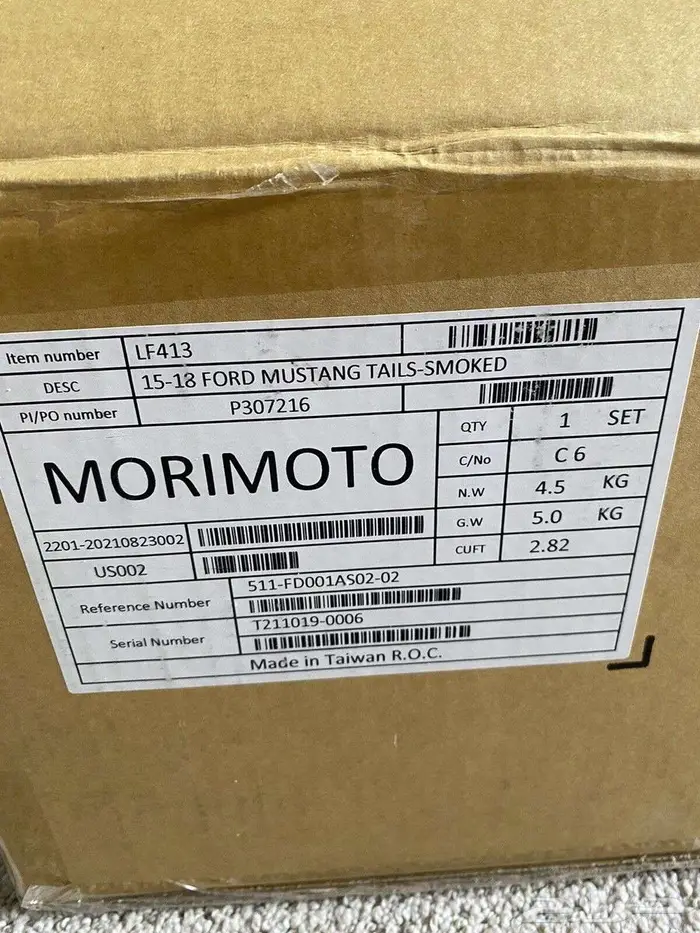 Item number LF413
DESC 15-18 FORD MUSTANG TAILS-SMOKED
PI/PO number P307216
MORIMOTO
QTY 1 SET
C/No C 6
N.W 4.5 KG
G.W 5.0 KG
CUFT 2.82
2201-20210823002
US002
Reference Number 511-FD001AS02-02
Serial Number T211019-0006
Made in Taiwan R.O.C.